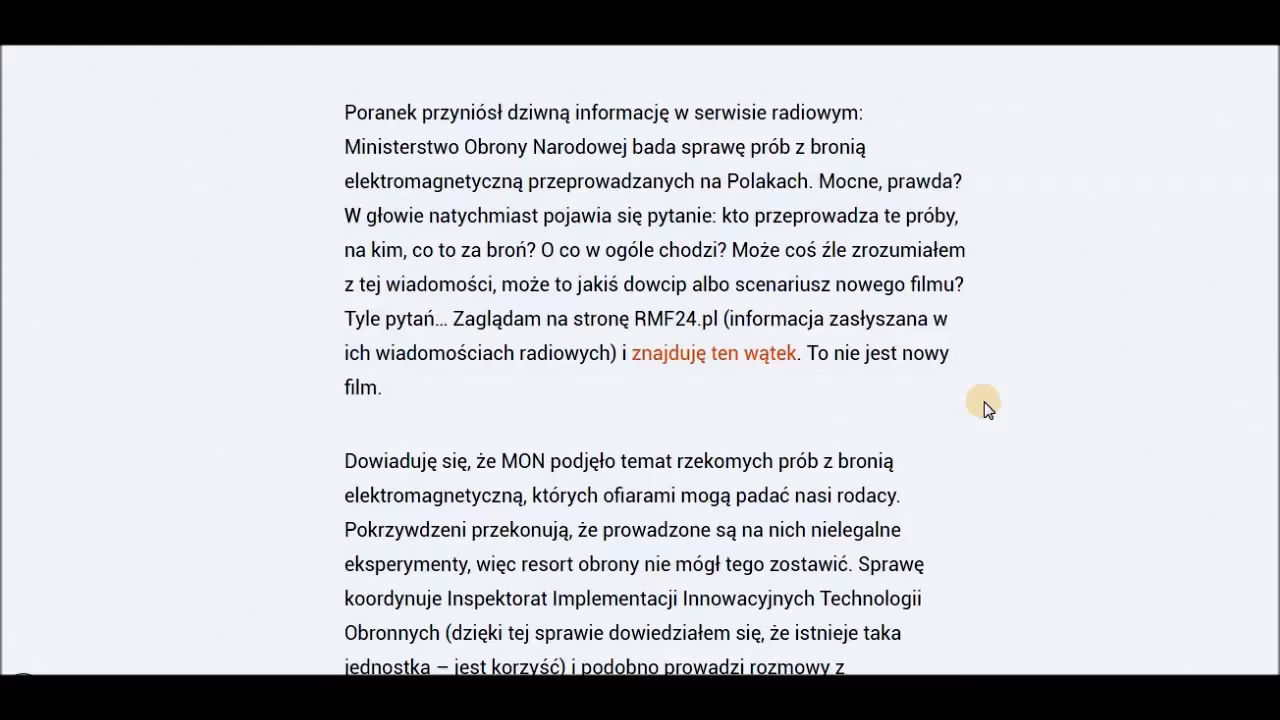 Poranek przyniósł dziwną informację w serwisie radiowym:
Ministerstwo Obrony Narodowej bada sprawę prób z bronią
elektromagnetyczną przeprowadzanych na Polakach. Mocne, prawda?
W głowie natychmiast pojawia się pytanie: kto przeprowadza te próby,
na kim, co to za broń? O co w ogóle chodzi? Może coś źle zrozumiałem
z tej wiadomości, może to jakiś dowcip albo scenariusz nowego filmu?
Tyle pytań… Zaglądam na stronę RMF24.pl (informacja zasłyszana w
ich wiadomościach radiowych) i znajduję ten wątek. To nie jest nowy
film.
Dowiaduję się, że MON podjęło temat rzekomych prób z bronią
elektromagnetyczną, których ofiarami mogą padać nasi rodacy.
Pokrzywdzeni przekonują, że prowadzone są na nich nielegalne
eksperymenty, więc resort obrony nie mógł tego zostawić. Sprawę
koordynuje Inspektorat Implementacji Innowacyjnych Technologii
Obronnych (dzięki tej sprawie dowiedziałem się, że istnieje taka
jednostka – jest korzyść) i podobno prowadzi rozmowy z